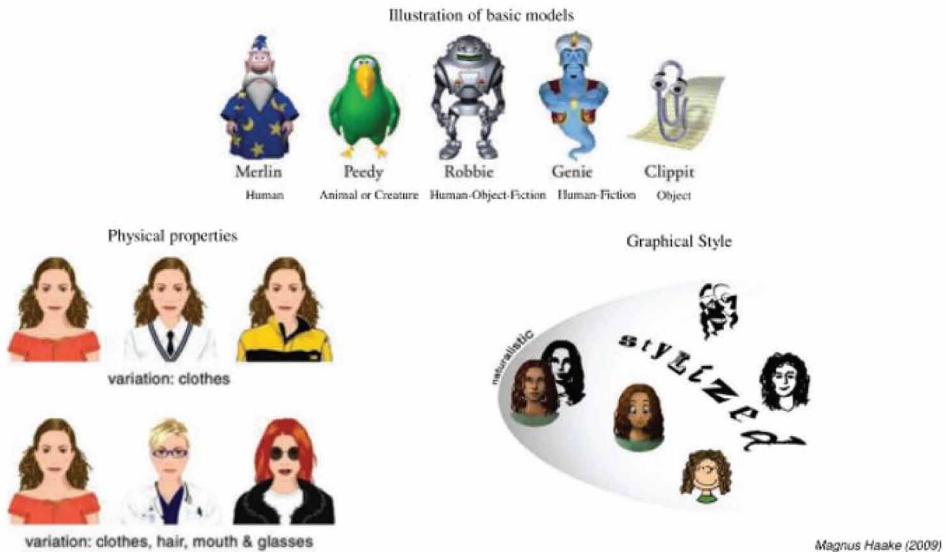 Illustration of basic models
Merlin Peedy Robbie Genie Clippit
Human Animal or Creature Human-Object-Fiction Human-Fiction Object
Physical properties
variation: clothes
variation: clothes, hair, mouth & glasses
Graphical Style
naturalistic
styLized
Magnus Haake (2009)